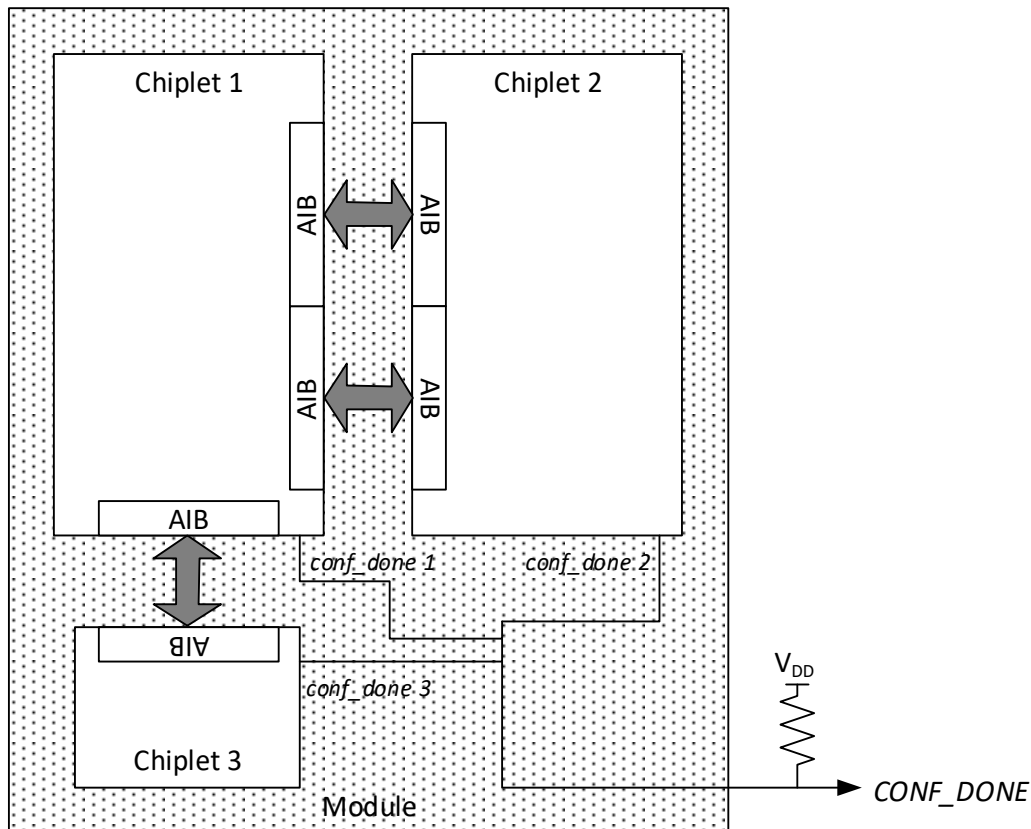 Chiplet 1
Chiplet 2
AIB
AIB
AIB
AIB
AIB
conf_done 1
conf_done 2
AIB
conf_done 3
V_DD
Chiplet 3
CONF_DONE
Module